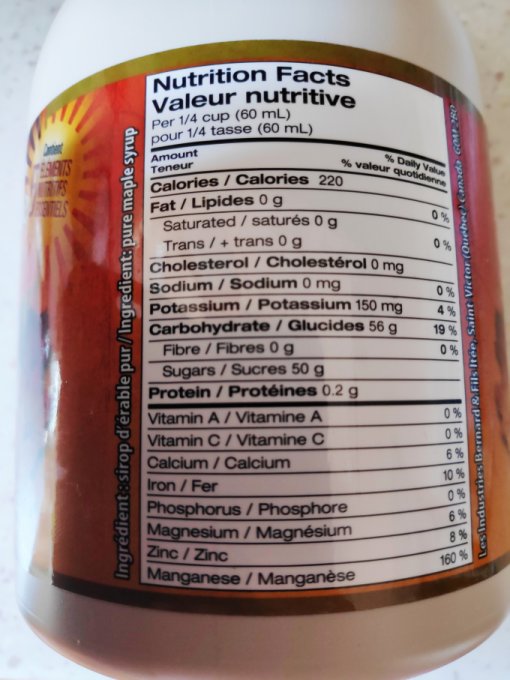 Contient
ELEMENTS
Ingrédient : sirop d'érable pur / Ingredient: pure maple syrup
Nutrition Facts
Valeur nutritive
Per 1/4 cup (60 mL)
pour 1/4 tasse (60 mL)
Amount % Daily Value
Teneur % valeur quotidienne
Calories / Calories 220
Fat / Lipides 0 g 0 %
Saturated / saturés 0 g
Trans / + trans 0 g 0 %
Cholesterol / Cholestérol 0 mg
Sodium / Sodium 0 mg 0 %
Potassium / Potassium 150 mg 4 %
Carbohydrate / Glucides 56 g 19 %
Fibre / Fibres 0 g 0 %
Sugars / Sucres 50 g
Protein / Protéines 0.2 g
Vitamin A / Vitamine A 0 %
Vitamin C / Vitamine C 0 %
Calcium / Calcium 6 %
Iron / Fer 10 %
Phosphorus / Phosphore 0 %
Magnesium / Magnésium 6 %
Zinc / Zinc 8 %
Manganese / Manganèse 160 %
Les Industries Bernard & Fils ltée, Saint Victor (Québec) Canada G0M 2B0